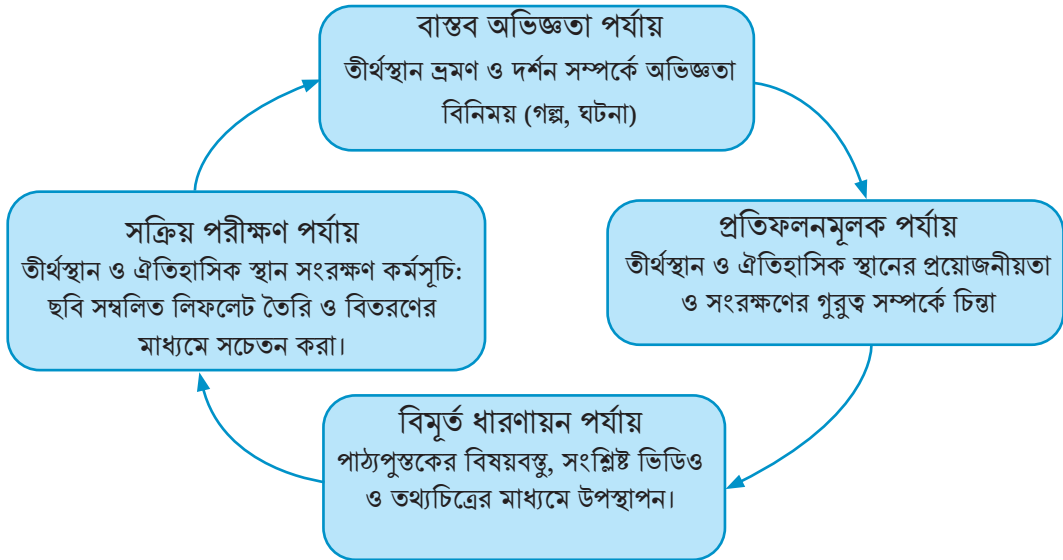 বাস্তব অভিজ্ঞতা পর্যায়
তীর্থস্থান ভ্রমণ ও দর্শন সম্পর্কে অভিজ্ঞতা
বিনিময় (গল্প, ঘটনা)
প্রতিফলনমূলক পর্যায়
তীর্থস্থান ও ঐতিহাসিক স্থানের প্রয়োজনীয়তা
ও সংরক্ষণের গুরুত্ব সম্পর্কে চিন্তা
বিমূর্ত ধারণায়ন পর্যায়
পাঠ্যপুস্তকের বিষয়বস্তু, সংশ্লিষ্ট ভিডিও
ও তথ্যচিত্রের মাধ্যমে উপস্থাপন।
সক্রিয় পরীক্ষণ পর্যায়
তীর্থস্থান ও ঐতিহাসিক স্থান সংরক্ষণ কর্মসূচি:
ছবি সম্বলিত লিফলেট তৈরি ও বিতরণের
মাধ্যমে সচেতন করা।